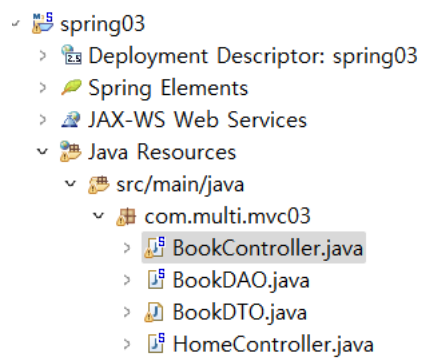 spring03
Deployment Descriptor: spring03
Spring Elements
JAX-WS Web Services
Java Resources
src/main/java
com.multi.mvc03
BookController.java
BookDAO.java
BookDTO.java
HomeController.java